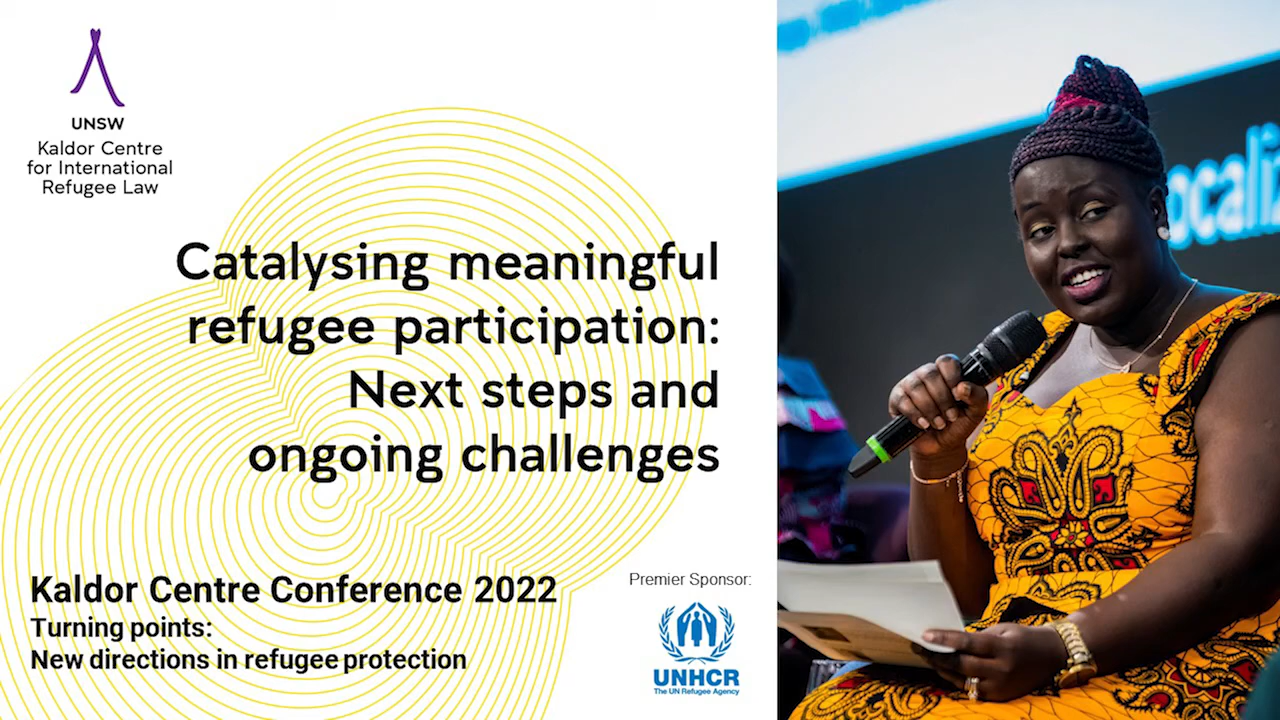 UNSW
Kaldor Centre
for International
Refugee Law
Catalysing meaningful
refugee participation:
Next steps and
ongoing challenges
Kaldor Centre Conference 2022
Turning points:
New directions in refugee protection
Premier Sponsor:
UNHCR
The UN Refugee Agency